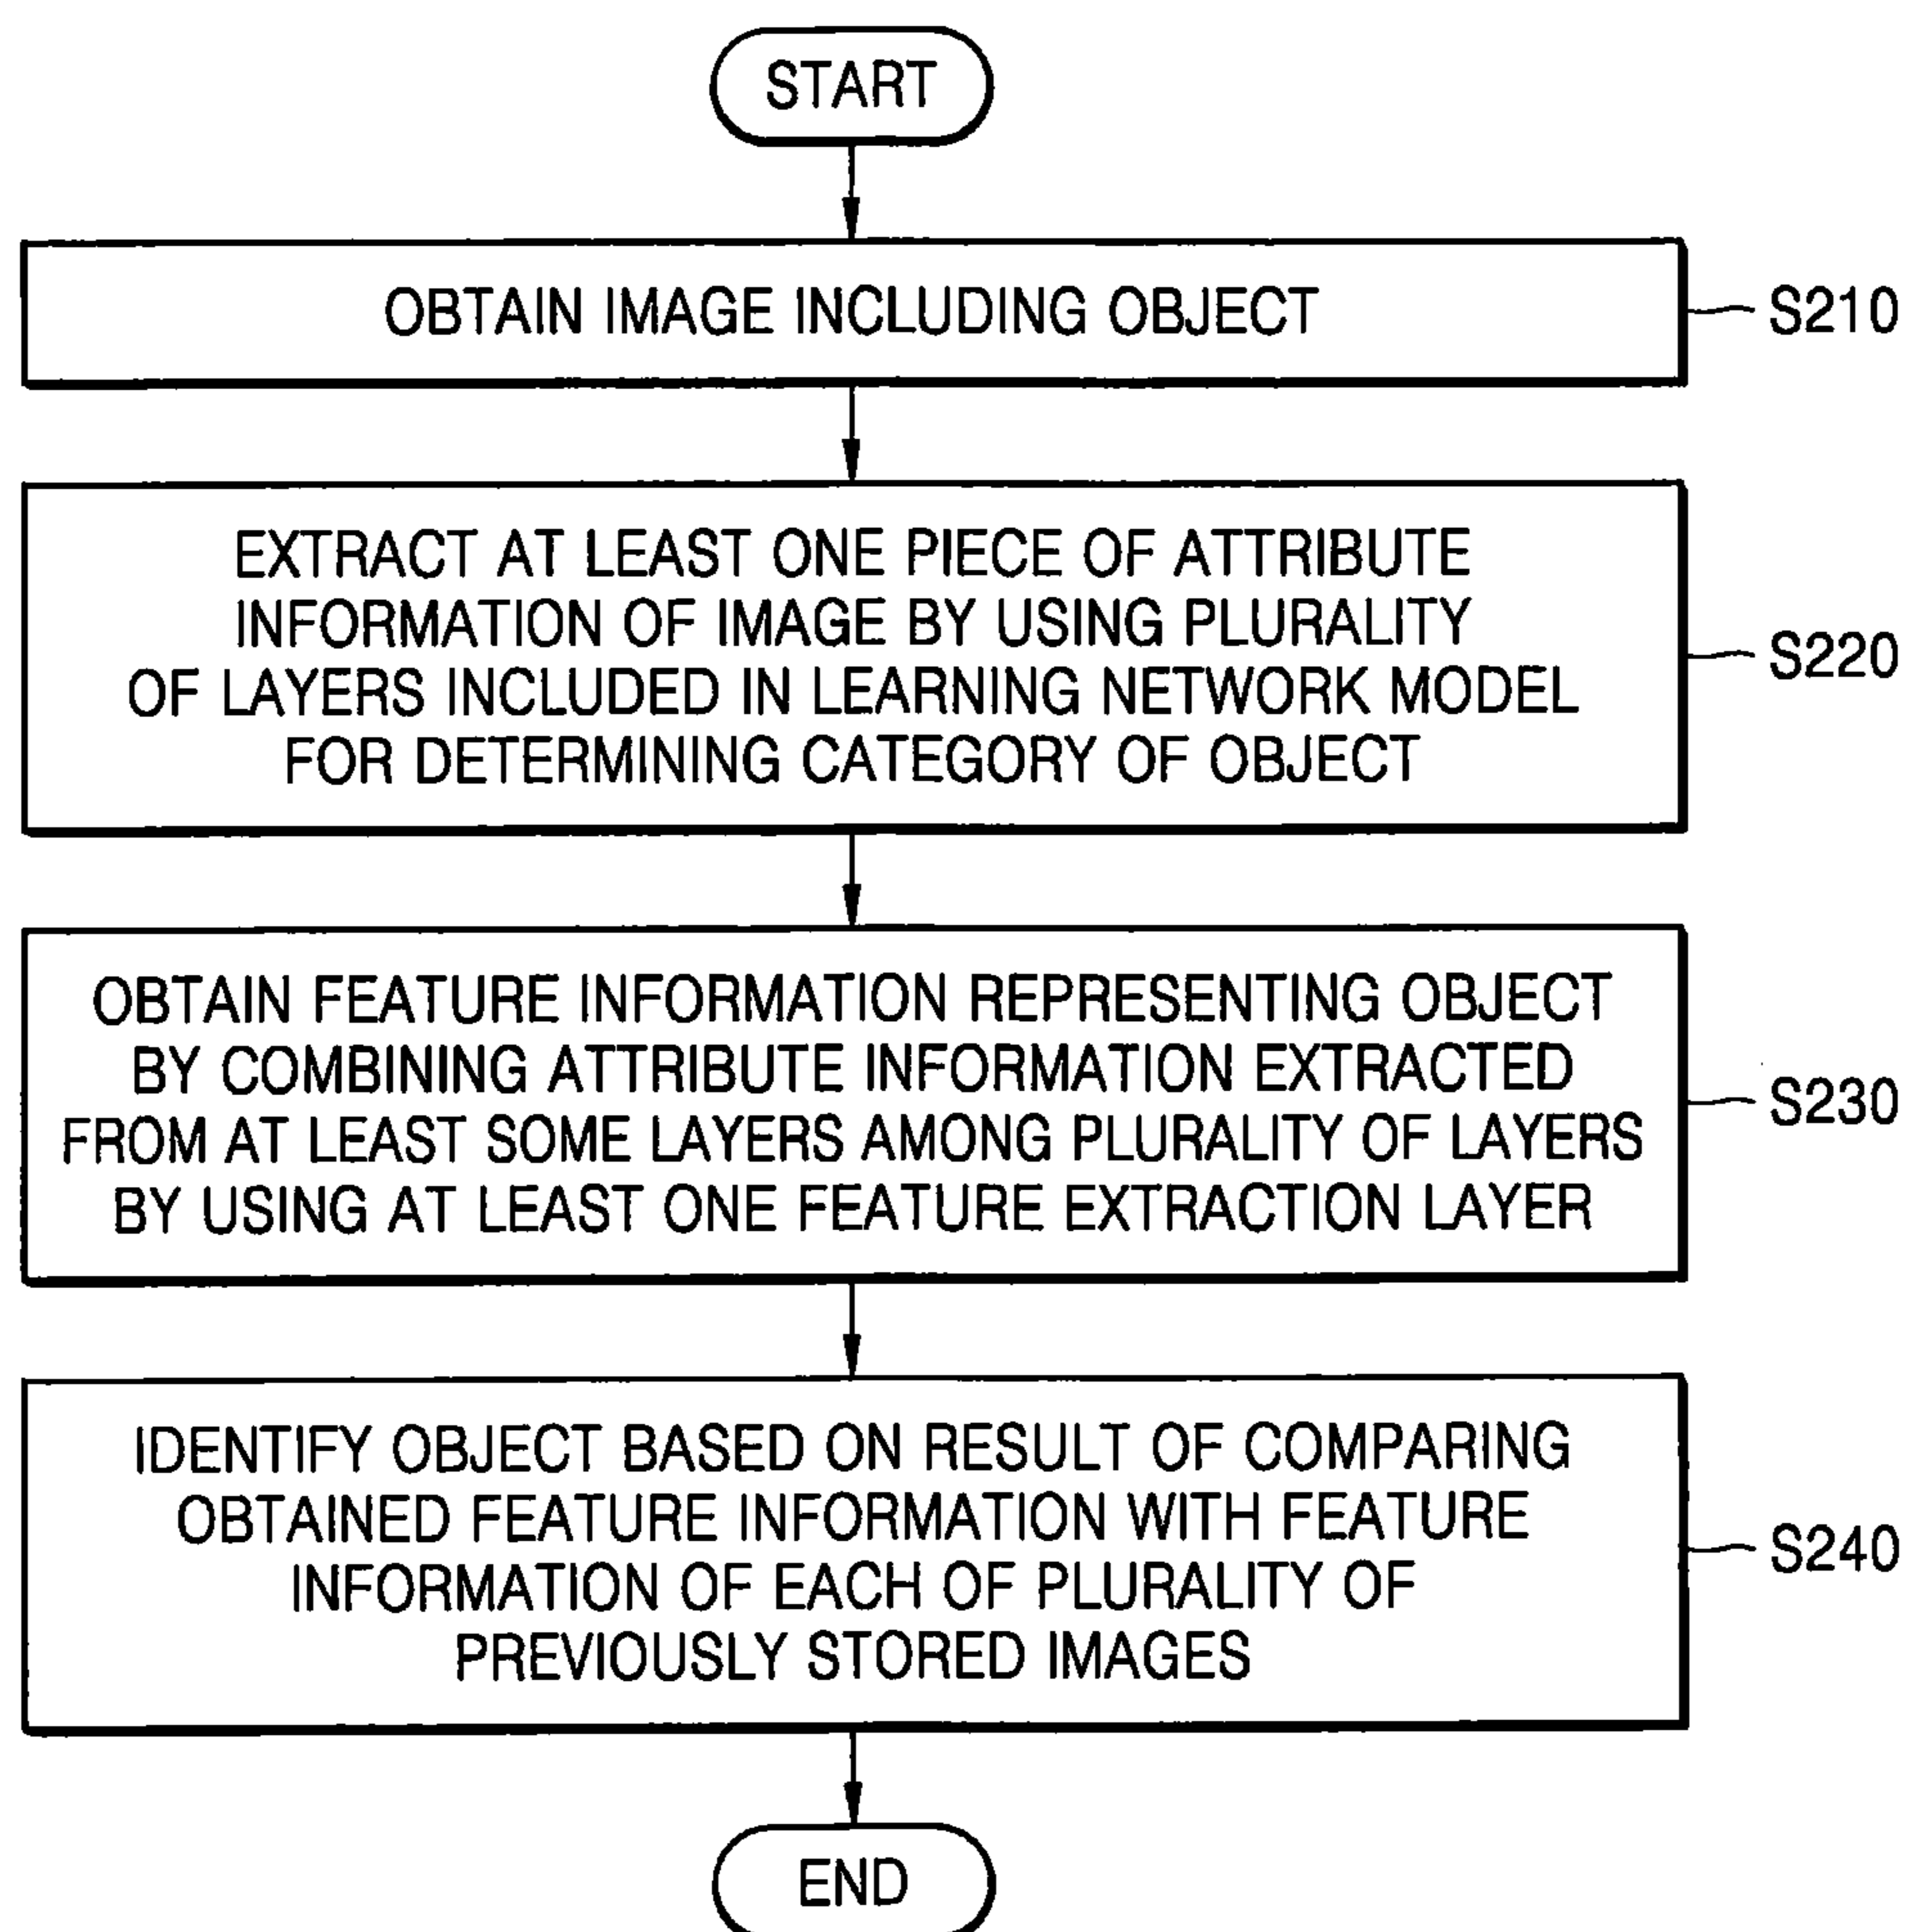 START
OBTAIN IMAGE INCLUDING OBJECT
S210
EXTRACT AT LEAST ONE PIECE OF ATTRIBUTE
INFORMATION OF IMAGE BY USING PLURALITY
OF LAYERS INCLUDED IN LEARNING NETWORK MODEL
FOR DETERMINING CATEGORY OF OBJECT
S220
OBTAIN FEATURE INFORMATION REPRESENTING OBJECT
BY COMBINING ATTRIBUTE INFORMATION EXTRACTED
FROM AT LEAST SOME LAYERS AMONG PLURALITY OF LAYERS
BY USING AT LEAST ONE FEATURE EXTRACTION LAYER
S230
IDENTIFY OBJECT BASED ON RESULT OF COMPARING
OBTAINED FEATURE INFORMATION WITH FEATURE
INFORMATION OF EACH OF PLURALITY OF
PREVIOUSLY STORED IMAGES
S240
END